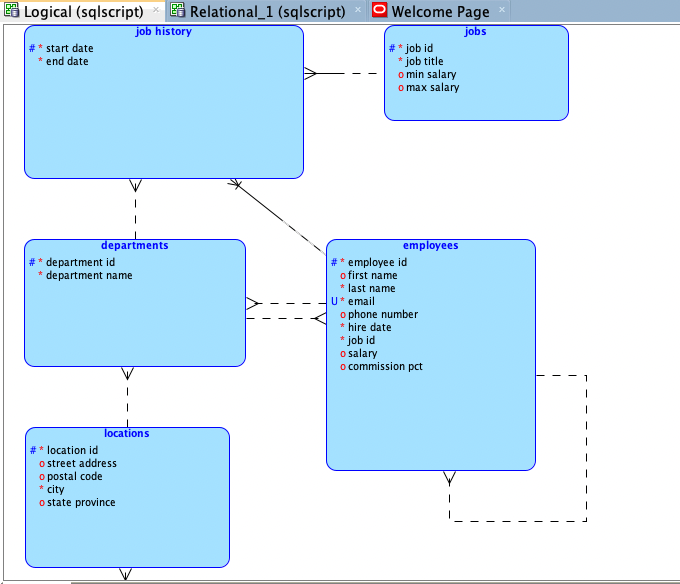 Logical (sqlscript) × Relational_1 (sqlscript) × Welcome Page ×
job history
# * start date
* end date
jobs
# * job id
* job title
o min salary
o max salary
departments
# * department id
* department name
employees
# * employee id
o first name
* last name
U * email
o phone number
* hire date
* job id
o salary
o commission pct
locations
# * location id
o street address
o postal code
* city
o state province